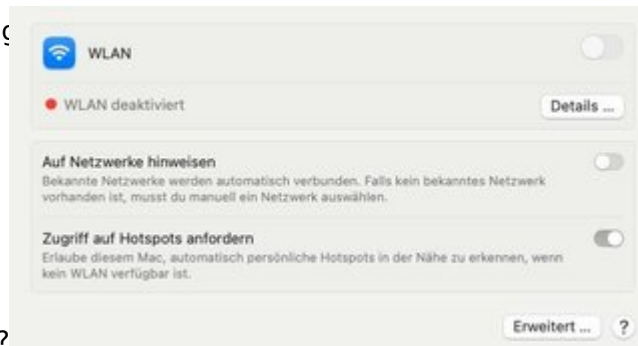 WLAN
WLAN deaktiviert
Details ...
Auf Netzwerke hinweisen
Bekannte Netzwerke werden automatisch verbunden. Falls kein bekanntes Netzwerk
vorhanden ist, musst du manuell ein Netzwerk auswählen.
Zugriff auf Hotspots anfordern
Erlaube diesem Mac, automatisch persönliche Hotspots in der Nähe zu erkennen, wenn
kein WLAN verfügbar ist.
Erweitert ... ?
?